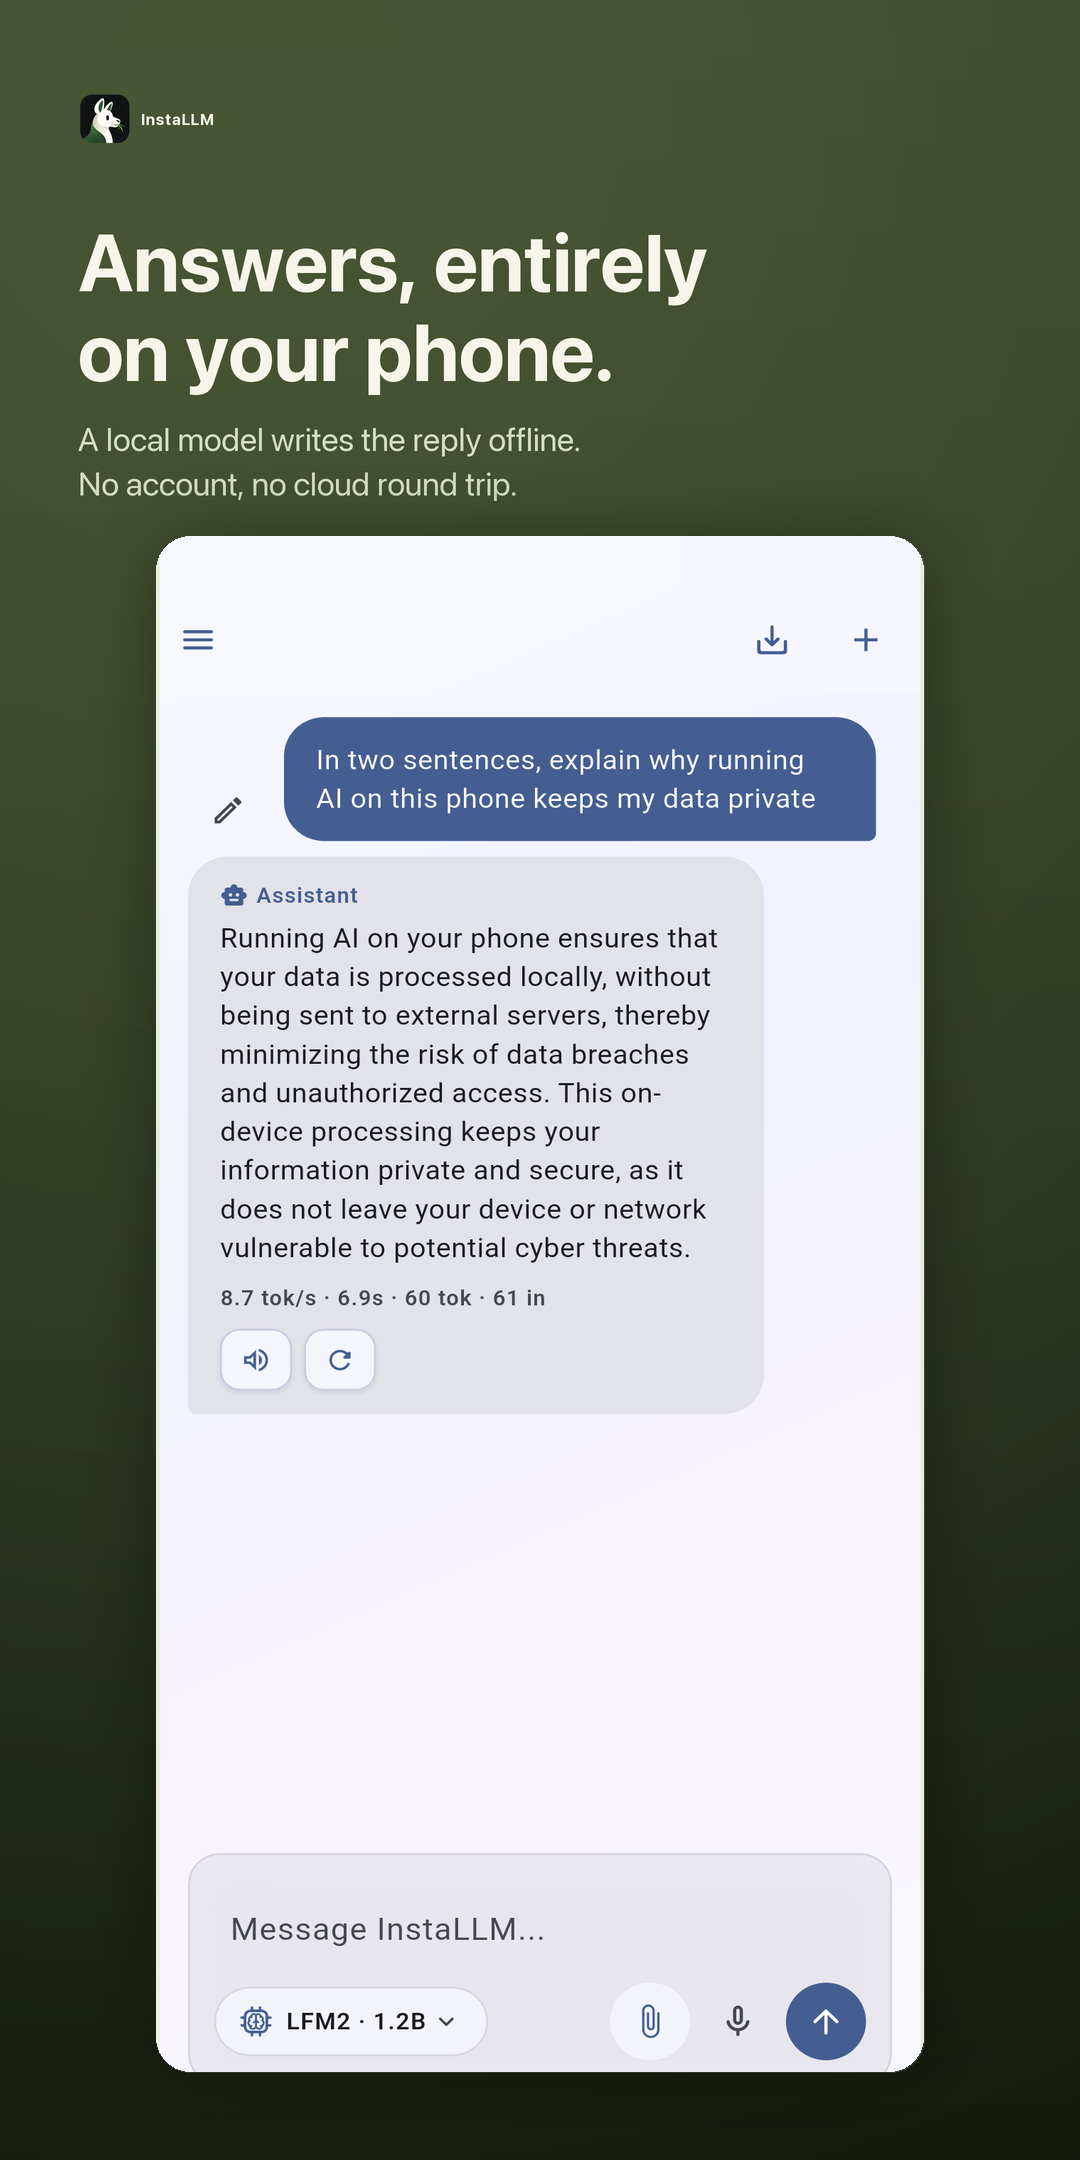 InstaLLM
Answers, entirely
on your phone.
A local model writes the reply offline.
No account, no cloud round trip.
In two sentences, explain why running
AI on this phone keeps my data private
Assistant
Running AI on your phone ensures that
your data is processed locally, without
being sent to external servers, thereby
minimizing the risk of data breaches
and unauthorized access. This on-
device processing keeps your
information private and secure, as it
does not leave your device or network
vulnerable to potential cyber threats.
8.7 tok/s · 6.9s · 60 tok · 61 in
Message InstaLLM...
LFM2 · 1.2B